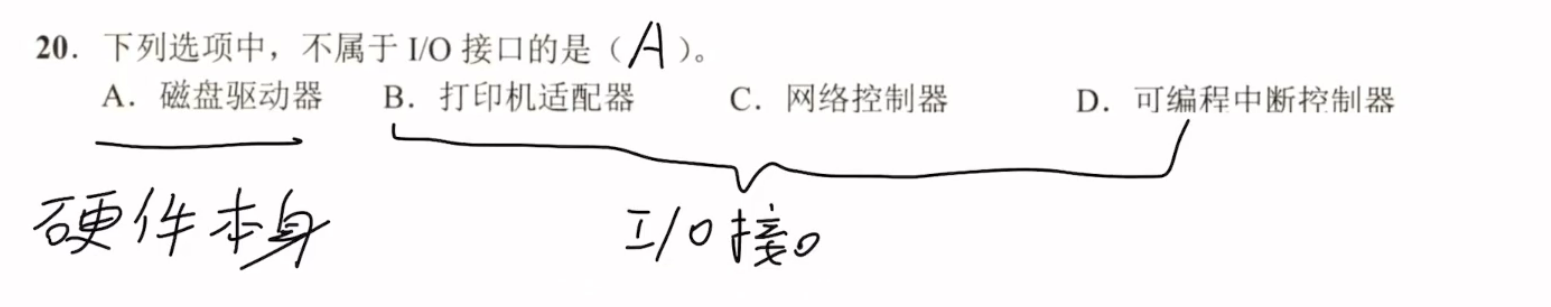 20．下列选项中，不属于 I/O 接口的是（A）。
A．磁盘驱动器 B．打印机适配器 C．网络控制器 D．可编程中断控制器
硬件本身 I/O接口